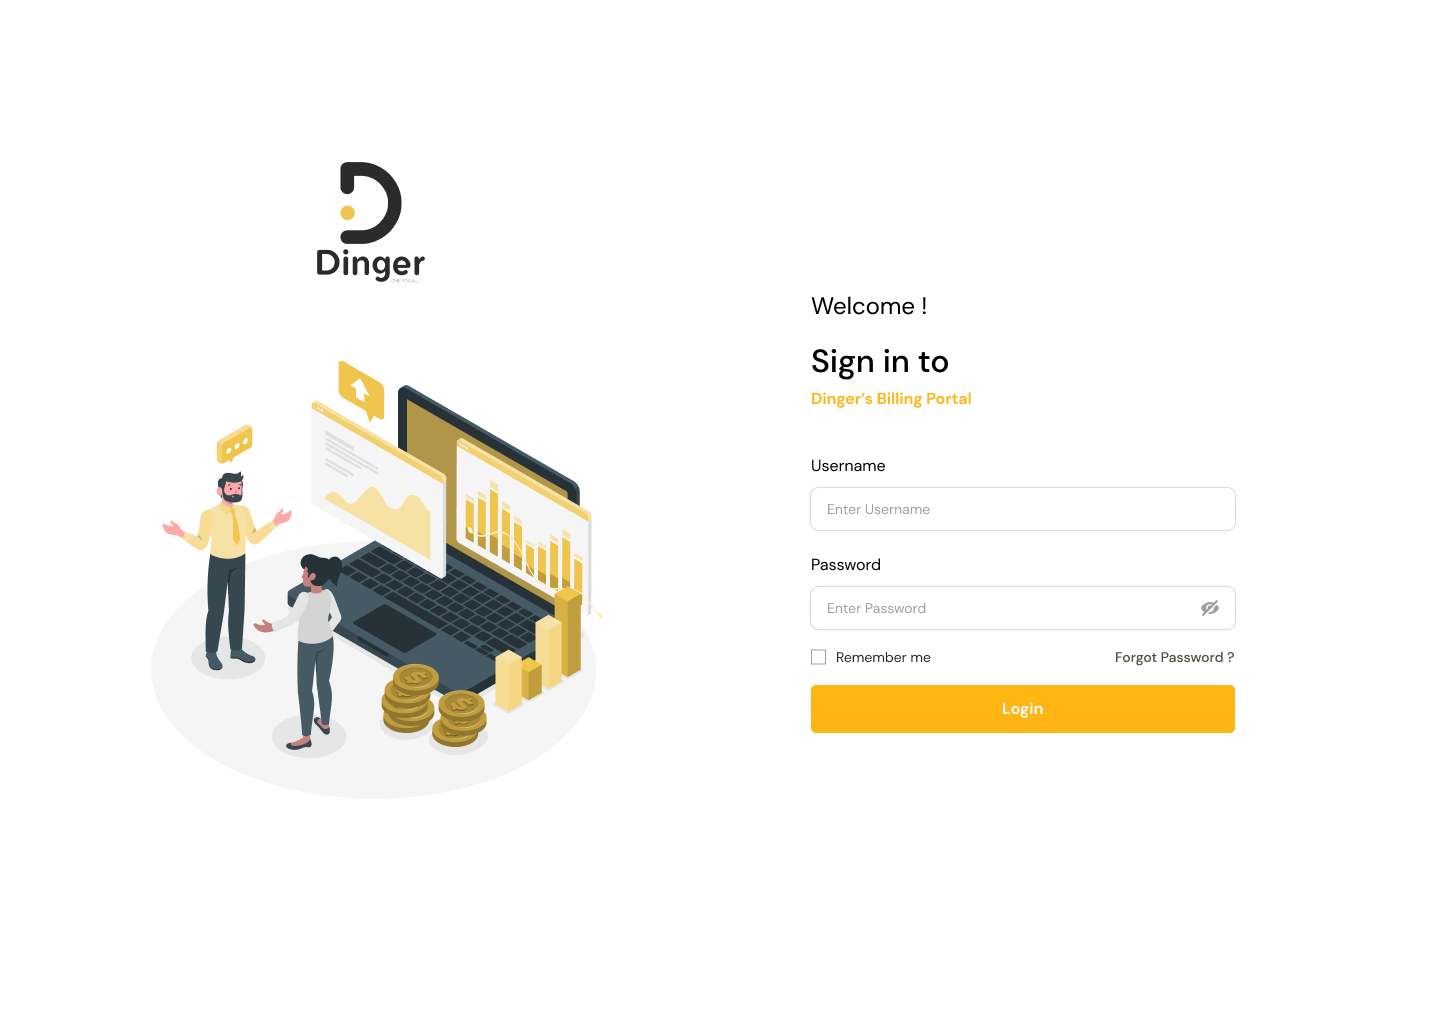 Dinger
Welcome !
Sign in to
Dinger's Billing Portal
Username
Enter Username
Password
Enter Password
Remember me
Forgot Password ?
Login